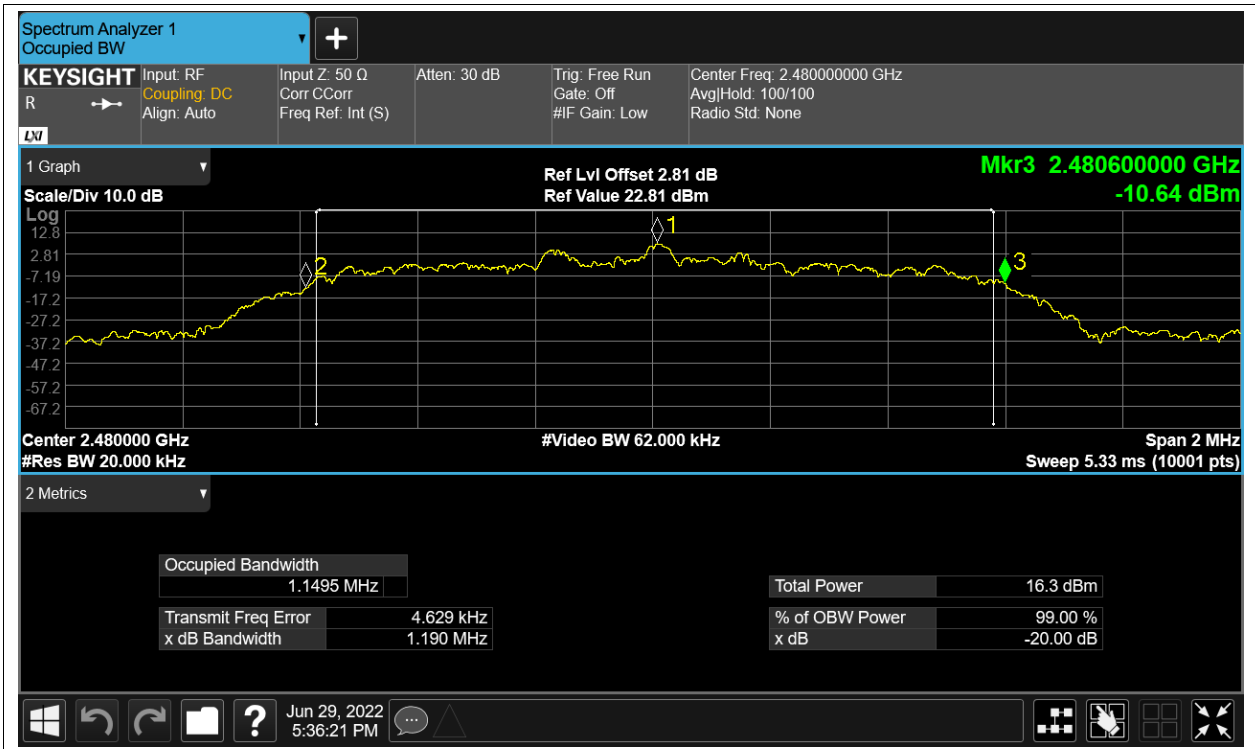 Spectrum Analyzer 1
Occupied BW
KEYSIGHT
R
LXI
Input: RF
Coupling: DC
Align: Auto
Input Z: 50 Ω
Corr CCorr
Freq Ref: Int (S)
Atten: 30 dB
Trig: Free Run
Gate: Off
#IF Gain: Low
Center Freq: 2.480000000 GHz
Avg|Hold: 100/100
Radio Std: None
1 Graph
Scale/Div 10.0 dB
Ref Lvl Offset 2.81 dB
Ref Value 22.81 dBm
Mkr3 2.480600000 GHz
-10.64 dBm
Log
12.8
2.81
-7.19
-17.2
-27.2
-37.2
-47.2
-57.2
-67.2
1
2
3
Center 2.480000 GHz
#Video BW 62.000 kHz
Span 2 MHz
#Res BW 20.000 kHz
Sweep 5.33 ms (10001 pts)
2 Metrics
Occupied Bandwidth
1.1495 MHz
Total Power 16.3 dBm
Transmit Freq Error 4.629 kHz
% of OBW Power 99.00 %
x dB Bandwidth 1.190 MHz
x dB -20.00 dB
?
Jun 29, 2022
5:36:21 PM